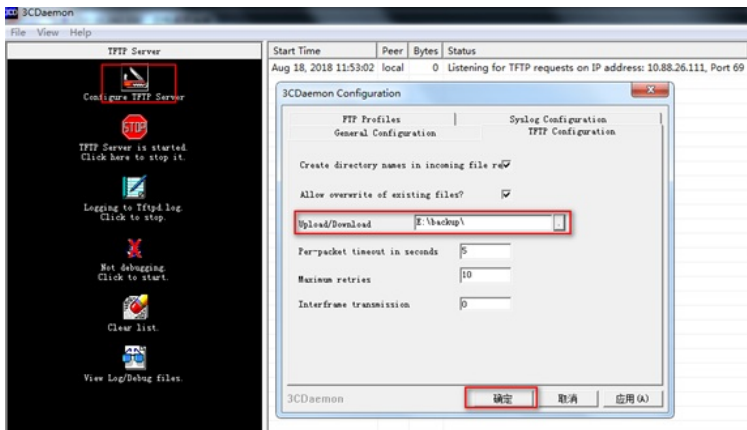 3CDaemon
File View Help
TFTP Server
Configure TFTP Server
TFTP Server is started.
Click here to stop it.
Logging to Tftpd.log.
Click to stop.
Not debugging.
Click to start.
Clear list.
View Log/Debug files.
Start Time Peer Bytes Status
Aug 18, 2018 11:53:02 local 0 Listening for TFTP requests on IP address: 10.88.26.111, Port 69
3CDaemon Configuration
FTP Profiles Syslog Configuration
General Configuration TFTP Configuration
Create directory names in incoming file re
Allow overwrite of existing files?
Upload/Download E:\backup\ .
Per-packet timeout in seconds 5
Maximum retries 10
Interframe transmission 0
3CDaemon 确定 取消 应用(A)